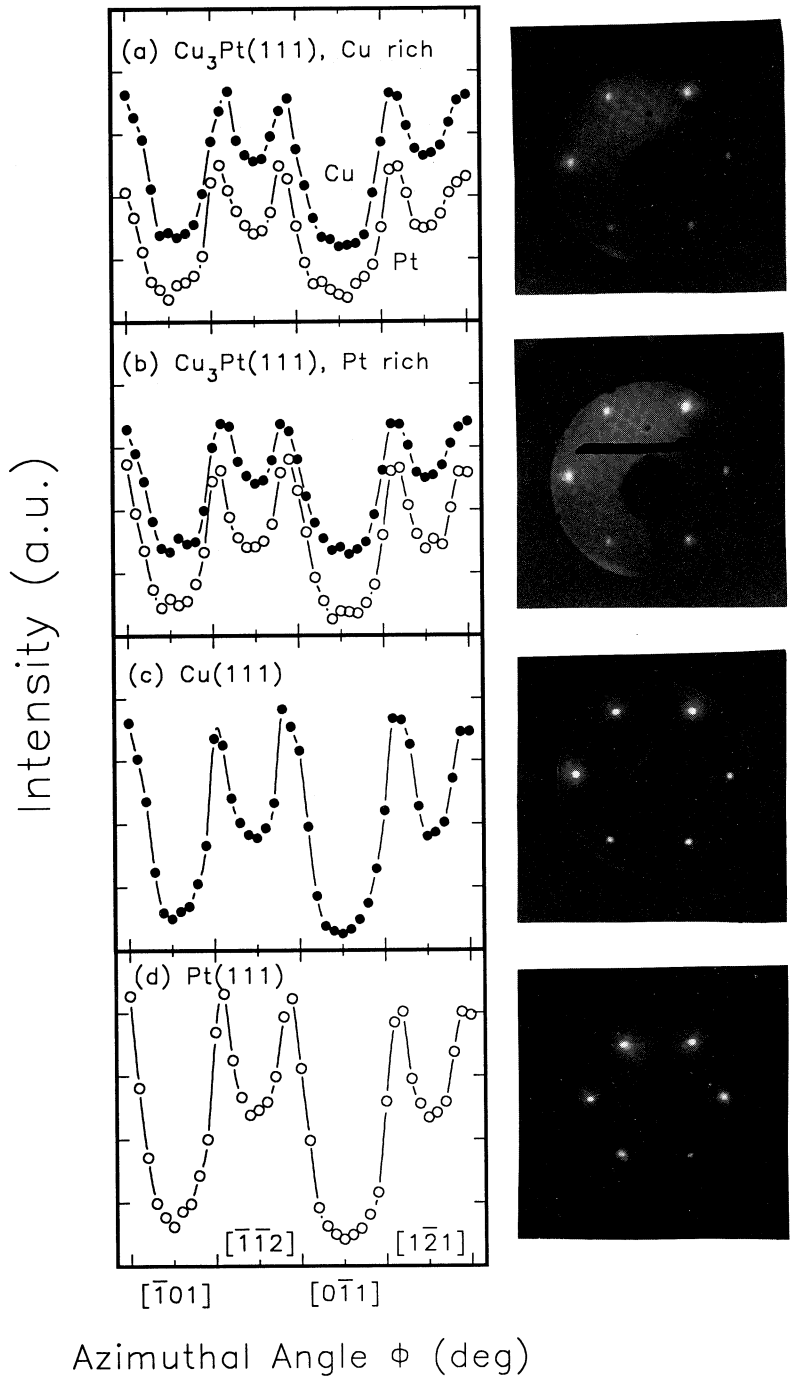 Intensity (a.u.)
(a) Cu₃Pt(111), Cu rich
Cu
Pt
(b) Cu₃Pt(111), Pt rich
(c) Cu(111)
(d) Pt(111)
[1̅1̅2]
[12̅1]
[1̅01]
[01̅1]
Azimuthal Angle Φ (deg)